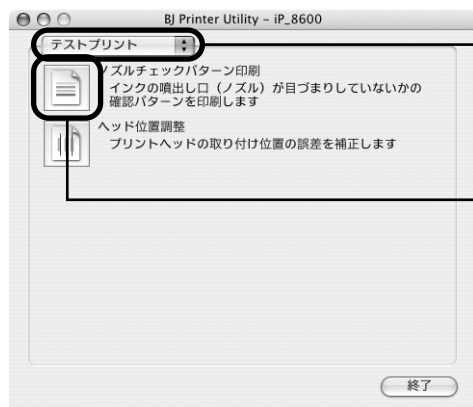 BJ Printer Utility – iP_8600
テストプリント
ノズルチェックパターン印刷
インクの噴出し口（ノズル）が目づまりしていないかの
確認パターンを印刷します
ヘッド位置調整
プリントヘッドの取り付け位置の誤差を補正します
終了